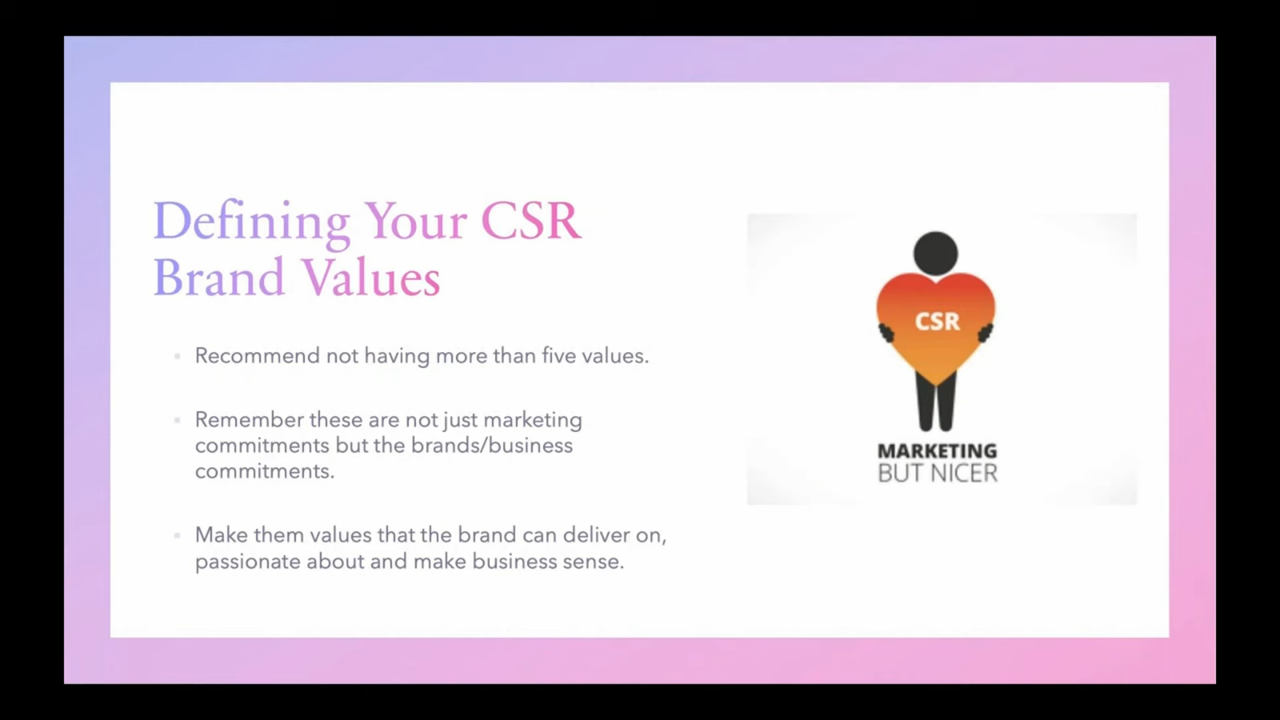 Defining Your CSR
Brand Values
Recommend not having more than five values.
Remember these are not just marketing
commitments but the brands/business
commitments.
Make them values that the brand can deliver on,
passionate about and make business sense.
CSR
MARKETING
BUT NICER